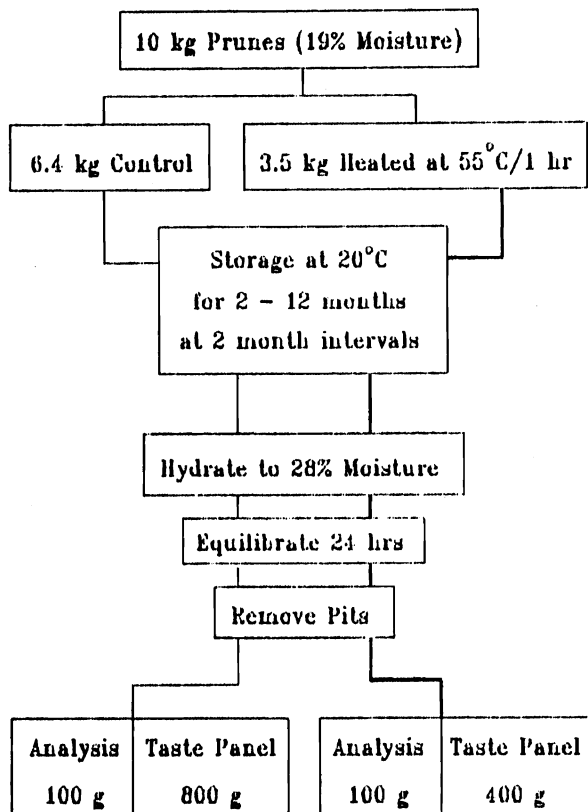 10 kg Prunes (19% Moisture)
6.4 kg Control
3.5 kg Heated at 55°C/1 hr
Storage at 20°C
for 2 - 12 months
at 2 month intervals
Hydrate to 28% Moisture
Equilibrate 24 hrs
Remove Pits
Analysis
100 g
Taste Panel
800 g
Analysis
100 g
Taste Panel
400 g